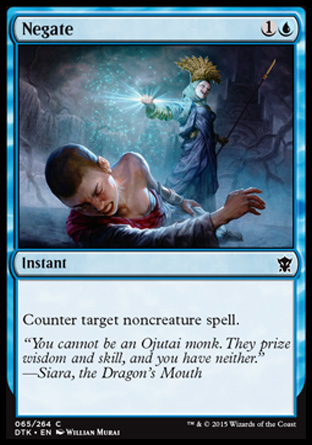 Negate 1
Instant
Counter target noncreature spell.
"You cannot be an Ojutai monk. They prize
wisdom and skill, and you have neither."
—Siara, the Dragon's Mouth
065/264 C
DTK • EN Willian Murai
™ & © 2015 Wizards of the Coast